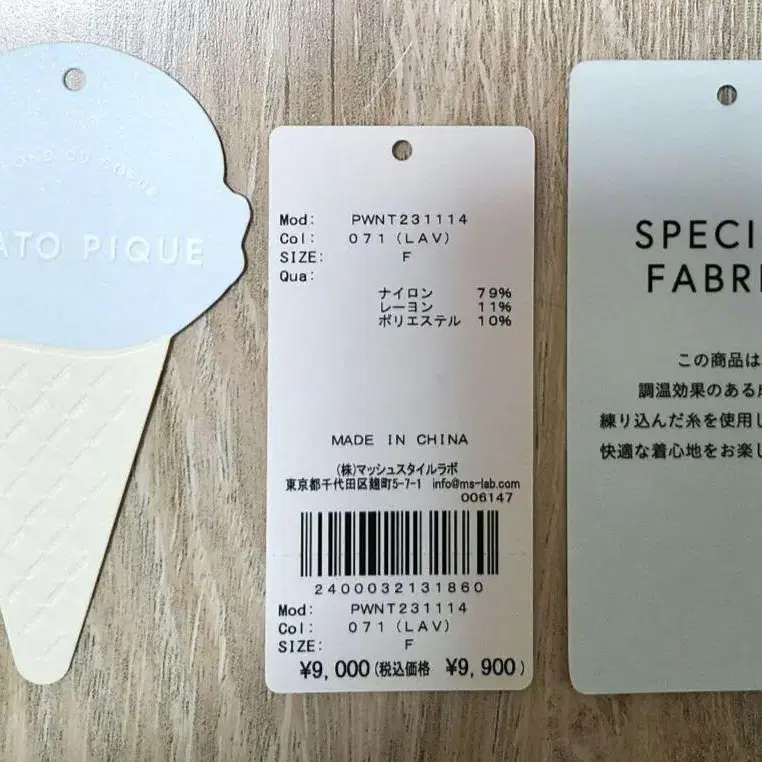 ATO PIQUE
Mod: PWNT231114
Col: 071 (LAV)
SIZE: F
Qua:
ナイロン 79%
レーヨン 11%
ポリエステル 10%
MADE IN CHINA
(株)マッシュスタイルラボ
東京都千代田区麹町5-7-1 info@ms-lab.com
006147
2400032131860
Mod: PWNT231114
Col: 071 (LAV)
SIZE: F
¥9,000 (税込価格 ¥9,900)
SPECI
FABRI
この商品は
調温効果のある
練り込んだ糸を使用し
快適な着心地をお楽し